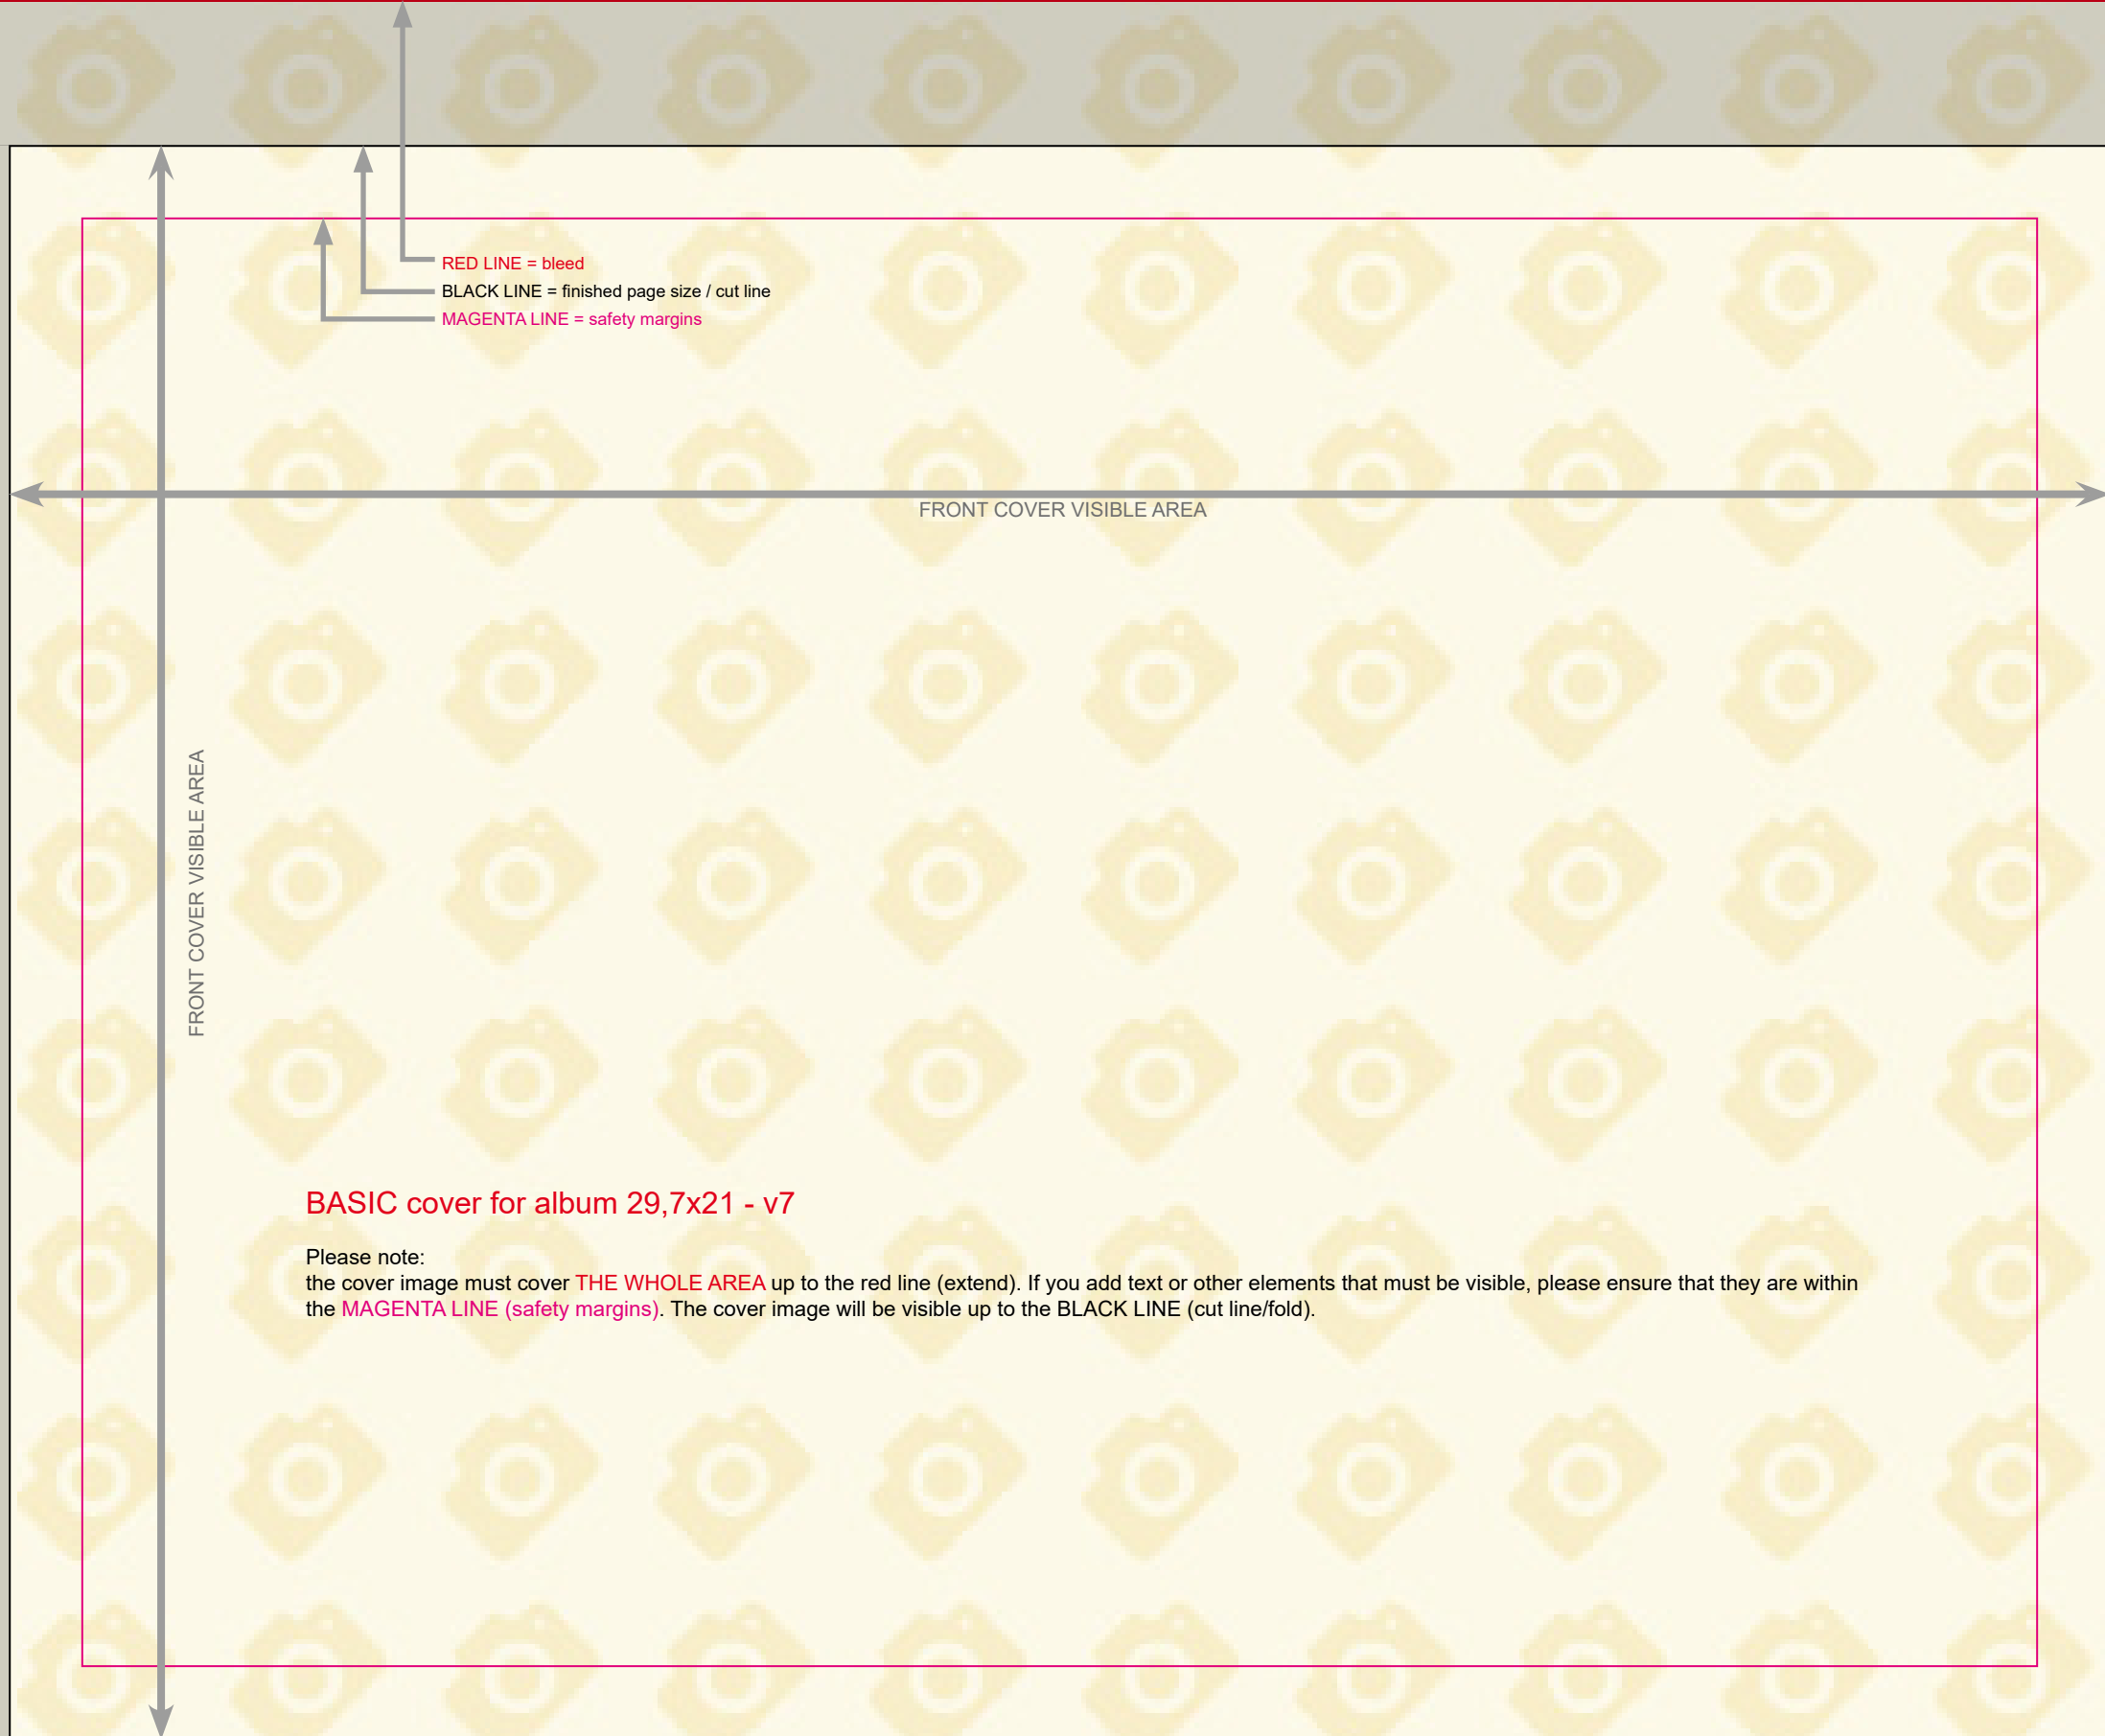 RED LINE = bleed
BLACK LINE = finished page size / cut line
MAGENTA LINE = safety margins
FRONT COVER VISIBLE AREA
FRONT COVER VISIBLE AREA
BASIC cover for album 29,7x21 - v7
Please note:
the cover image must cover THE WHOLE AREA up to the red line (extend). If you add text or other elements that must be visible, please ensure that they are within
the MAGENTA LINE (safety margins). The cover image will be visible up to the BLACK LINE (cut line/fold).